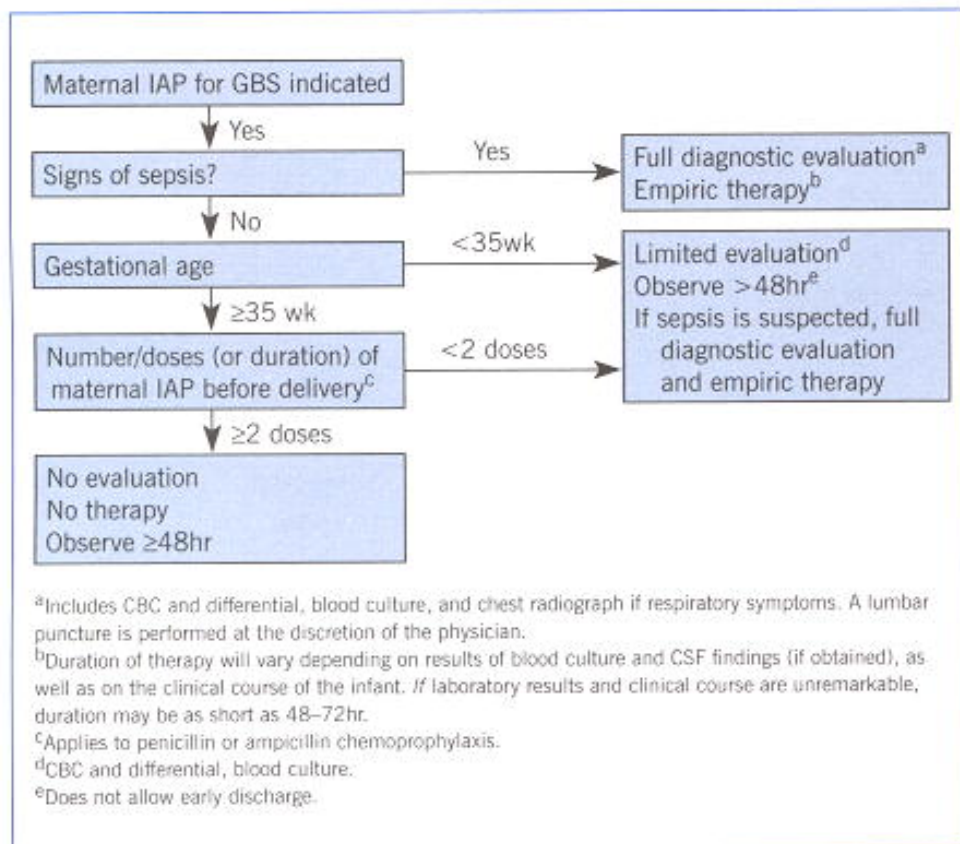 Maternal IAP for GBS indicated
Yes
Signs of sepsis?
Yes
Full diagnostic evaluationᵃ
Empiric therapyᵇ
No
Gestational age
<35wk
Limited evaluationᵈ
Observe >48hrᵉ
If sepsis is suspected, full
diagnostic evaluation
and empiric therapy
≥35 wk
Number/doses (or duration) of
maternal IAP before deliveryᶜ
<2 doses
≥2 doses
No evaluation
No therapy
Observe ≥48hr
ᵃIncludes CBC and differential, blood culture, and chest radiograph if respiratory symptoms. A lumbar
puncture is performed at the discretion of the physician.
ᵇDuration of therapy will vary depending on results of blood culture and CSF findings (if obtained), as
well as on the clinical course of the infant. If laboratory results and clinical course are unremarkable,
duration may be as short as 48–72hr.
ᶜApplies to penicillin or ampicillin chemoprophylaxis.
ᵈCBC and differential, blood culture.
ᵉDoes not allow early discharge.